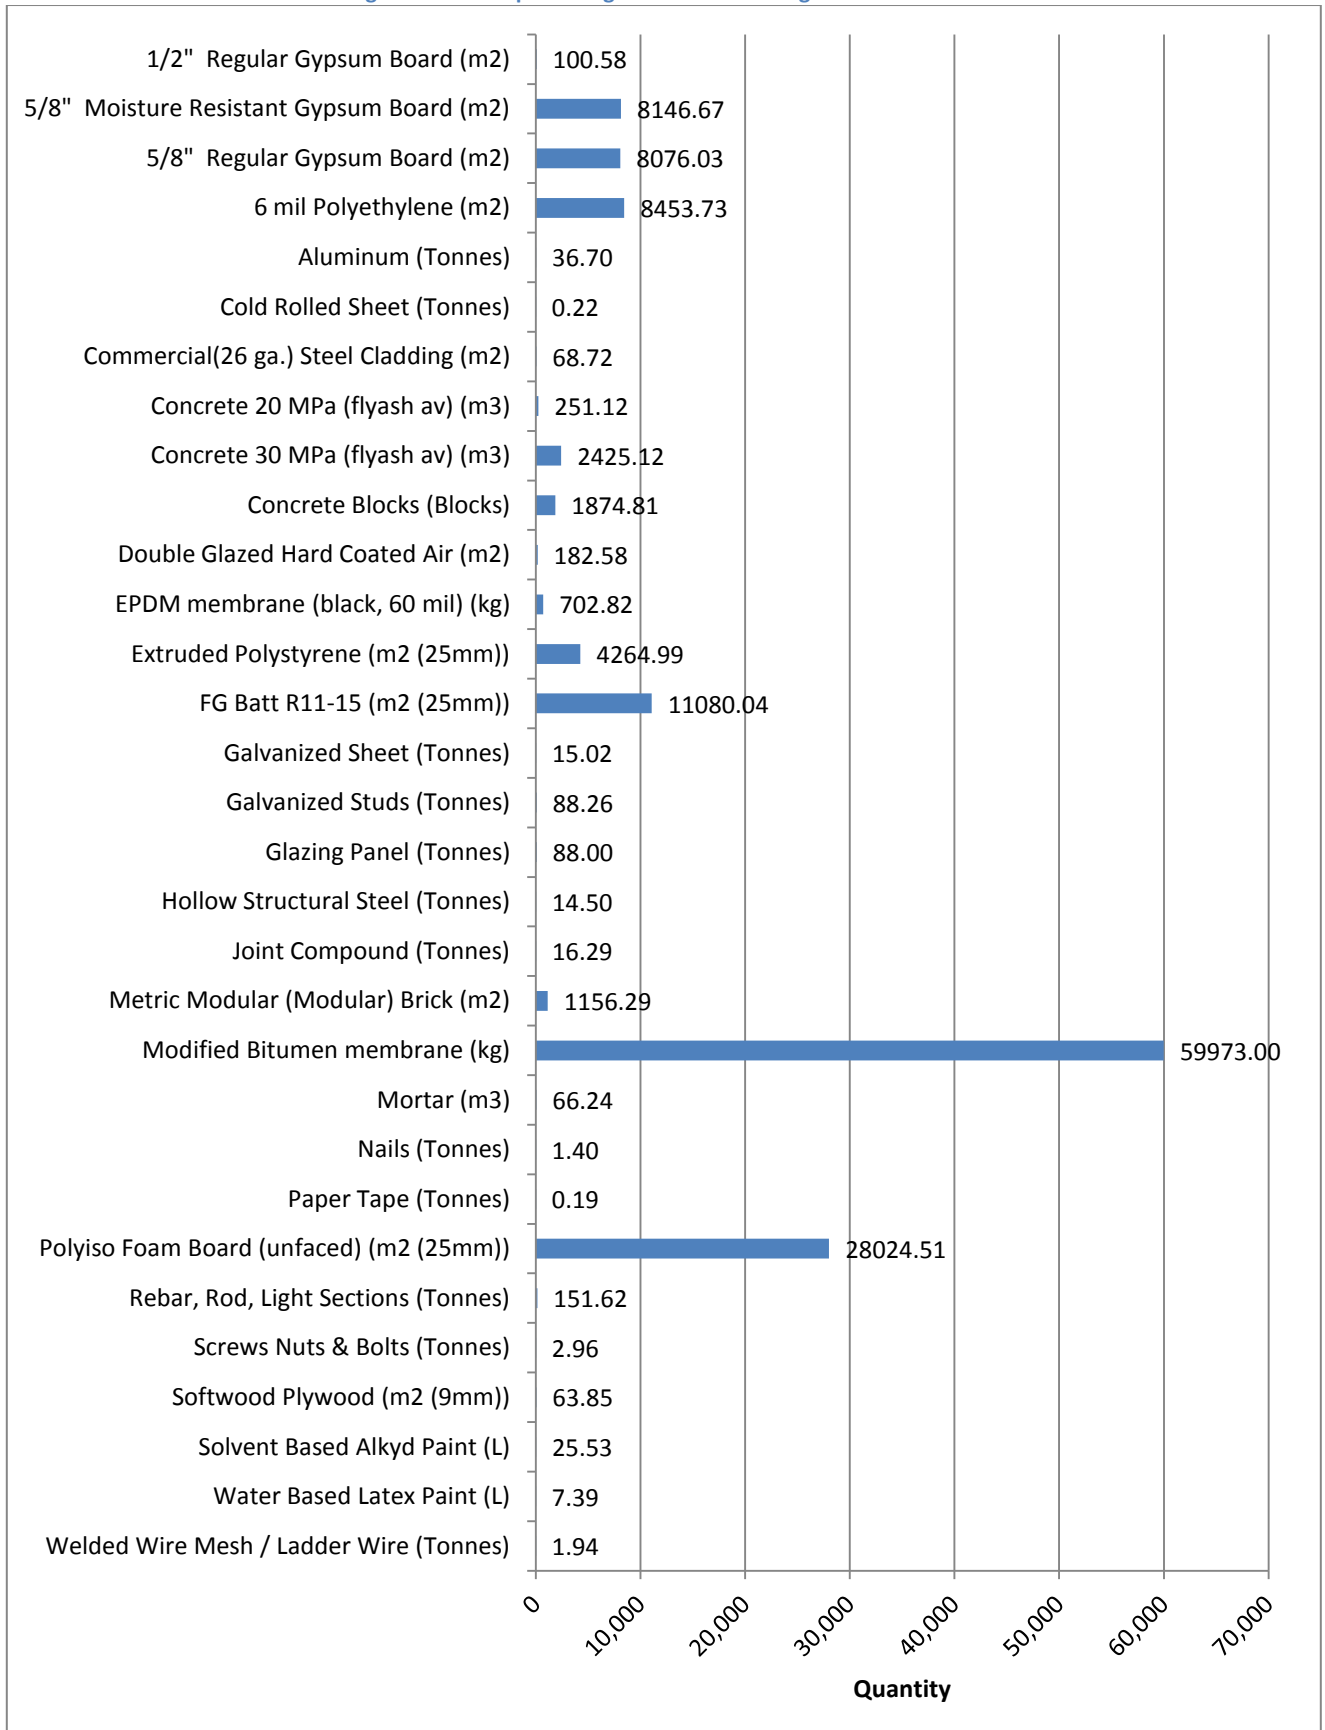 1/2"  Regular Gypsum Board (m2) 100.58
5/8"  Moisture Resistant Gypsum Board (m2) 8146.67
5/8"  Regular Gypsum Board (m2) 8076.03
6 mil Polyethylene (m2) 8453.73
Aluminum (Tonnes) 36.70
Cold Rolled Sheet (Tonnes) 0.22
Commercial(26 ga.) Steel Cladding (m2) 68.72
Concrete 20 MPa (flyash av) (m3) 251.12
Concrete 30 MPa (flyash av) (m3) 2425.12
Concrete Blocks (Blocks) 1874.81
Double Glazed Hard Coated Air (m2) 182.58
EPDM membrane (black, 60 mil) (kg) 702.82
Extruded Polystyrene (m2 (25mm)) 4264.99
FG Batt R11-15 (m2 (25mm)) 11080.04
Galvanized Sheet (Tonnes) 15.02
Galvanized Studs (Tonnes) 88.26
Glazing Panel (Tonnes) 88.00
Hollow Structural Steel (Tonnes) 14.50
Joint Compound (Tonnes) 16.29
Metric Modular (Modular) Brick (m2) 1156.29
Modified Bitumen membrane (kg) 59973.00
Mortar (m3) 66.24
Nails (Tonnes) 1.40
Paper Tape (Tonnes) 0.19
Polyiso Foam Board (unfaced) (m2 (25mm)) 28024.51
Rebar, Rod, Light Sections (Tonnes) 151.62
Screws Nuts & Bolts (Tonnes) 2.96
Softwood Plywood (m2 (9mm)) 63.85
Solvent Based Alkyd Paint (L) 25.53
Water Based Latex Paint (L) 7.39
Welded Wire Mesh / Ladder Wire (Tonnes) 1.94
0 10,000 20,000 30,000 40,000 50,000 60,000 70,000
Quantity